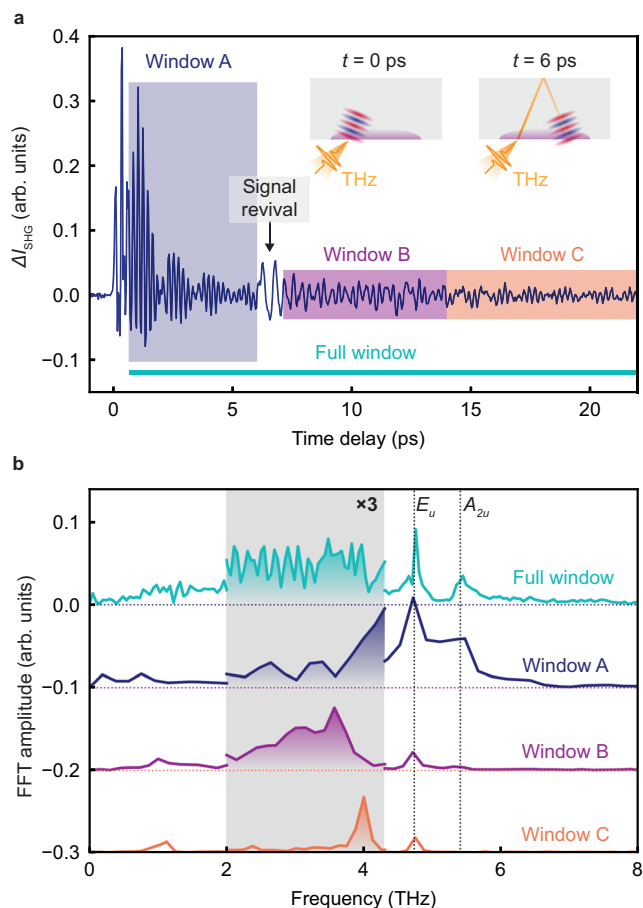 a
0.4
0.3
0.2
0.1
0.0
−0.1
ΔI_SHG (arb. units)
Window A
t = 0 ps
t = 6 ps
THz
THz
Signal
revival
Window B
Window C
Full window
0
5
10
15
20
Time delay (ps)
b
×3
E_u
A_2u
0.1
0.0
−0.1
−0.2
−0.3
FFT amplitude (arb. units)
Full window
Window A
Window B
Window C
0
2
4
6
8
Frequency (THz)